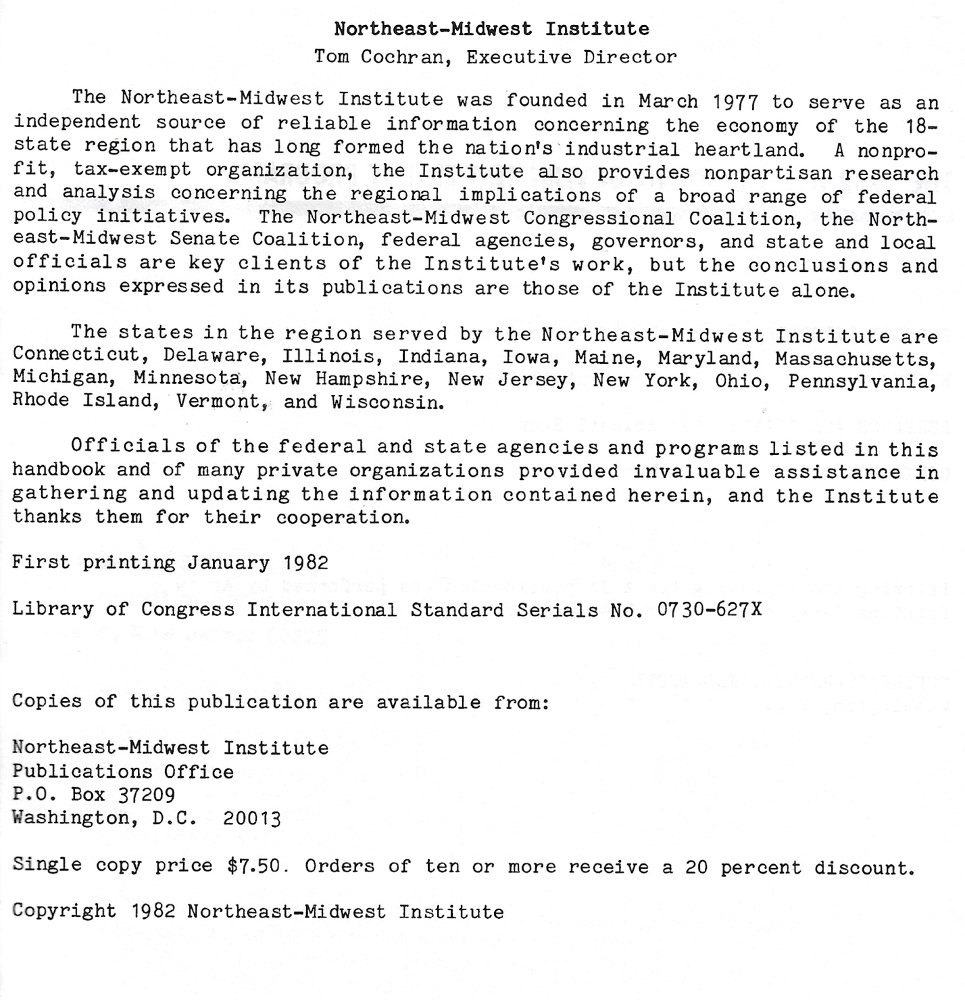 Northeast-Midwest Institute
Tom Cochran, Executive Director
The Northeast-Midwest Institute was founded in March 1977 to serve as an
independent source of reliable information concerning the economy of the 18-
state region that has long formed the nation's industrial heartland. A nonpro-
fit, tax-exempt organization, the Institute also provides nonpartisan research
and analysis concerning the regional implications of a broad range of federal
policy initiatives. The Northeast-Midwest Congressional Coalition, the North-
east-Midwest Senate Coalition, federal agencies, governors, and state and local
officials are key clients of the Institute's work, but the conclusions and
opinions expressed in its publications are those of the Institute alone.
The states in the region served by the Northeast-Midwest Institute are
Connecticut, Delaware, Illinois, Indiana, Iowa, Maine, Maryland, Massachusetts,
Michigan, Minnesota, New Hampshire, New Jersey, New York, Ohio, Pennsylvania,
Rhode Island, Vermont, and Wisconsin.
Officials of the federal and state agencies and programs listed in this
handbook and of many private organizations provided invaluable assistance in
gathering and updating the information contained herein, and the Institute
thanks them for their cooperation.
First printing January 1982
Library of Congress International Standard Serials No. 0730-627X
Copies of this publication are available from:
Northeast-Midwest Institute
Publications Office
P.O. Box 37209
Washington, D.C. 20013
Single copy price $7.50. Orders of ten or more receive a 20 percent discount.
Copyright 1982 Northeast-Midwest Institute